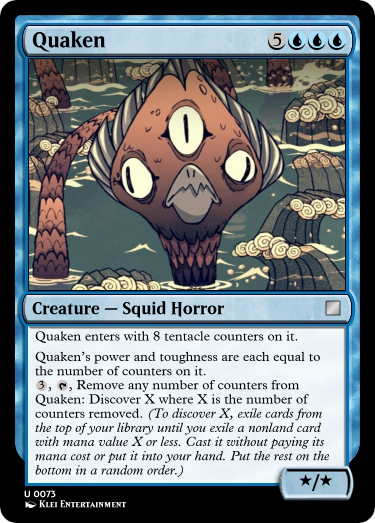 Quaken 5
Creature — Squid Horror
Quaken enters with 8 tentacle counters on it.
Quaken's power and toughness are each equal to
the number of counters on it.
3, , Remove any number of counters from
Quaken: Discover X where X is the number of
counters removed. (To discover X, exile cards from
the top of your library until you exile a nonland card
with mana value X or less. Cast it without paying its
mana cost or put it into your hand. Put the rest on the
bottom in a random order.)
★/★
U 0073
Klei Entertainment